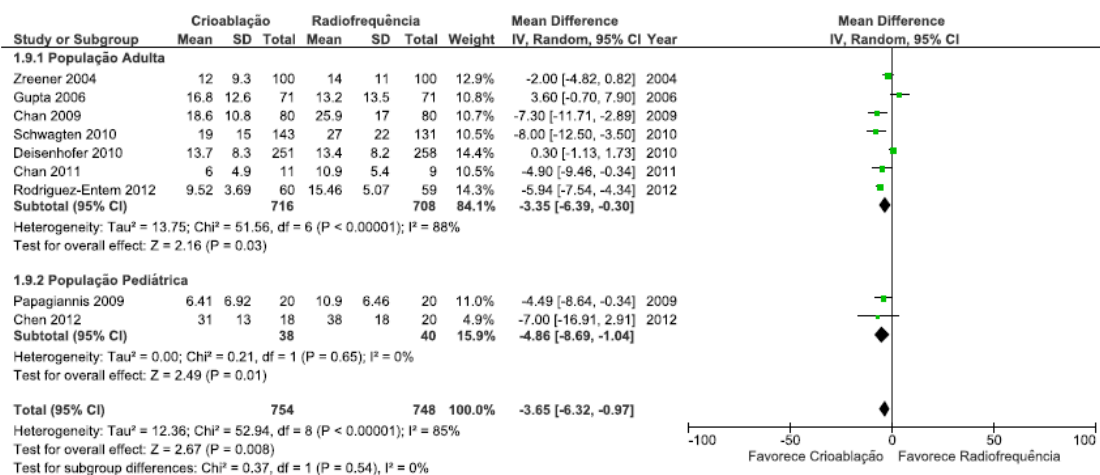 Crioablação Radiofrequência Mean Difference Mean Difference
Study or Subgroup Mean SD Total Mean SD Total Weight IV, Random, 95% CI Year IV, Random, 95% CI
1.9.1 População Adulta
Zreener 2004 12 9.3 100 14 11 100 12.9% -2.00 [-4.82, 0.82] 2004
Gupta 2006 16.8 12.6 71 13.2 13.5 71 10.8% 3.60 [-0.70, 7.90] 2006
Chan 2009 18.6 10.8 80 25.9 17 80 10.7% -7.30 [-11.71, -2.89] 2009
Schwagten 2010 19 15 143 27 22 131 10.5% -8.00 [-12.50, -3.50] 2010
Deisenhofer 2010 13.7 8.3 251 13.4 8.2 258 14.4% 0.30 [-1.13, 1.73] 2010
Chan 2011 6 4.9 11 10.9 5.4 9 10.5% -4.90 [-9.46, -0.34] 2011
Rodriguez-Entem 2012 9.52 3.69 60 15.46 5.07 59 14.3% -5.94 [-7.54, -4.34] 2012
Subtotal (95% CI) 716 708 84.1% -3.35 [-6.39, -0.30]
Heterogeneity: Tau² = 13.75; Chi² = 51.56, df = 6 (P < 0.00001); I² = 88%
Test for overall effect: Z = 2.16 (P = 0.03)
1.9.2 População Pediátrica
Papagiannis 2009 6.41 6.92 20 10.9 6.46 20 11.0% -4.49 [-8.64, -0.34] 2009
Chen 2012 31 13 18 38 18 20 4.9% -7.00 [-16.91, 2.91] 2012
Subtotal (95% CI) 38 40 15.9% -4.86 [-8.69, -1.04]
Heterogeneity: Tau² = 0.00; Chi² = 0.21, df = 1 (P = 0.65); I² = 0%
Test for overall effect: Z = 2.49 (P = 0.01)
Total (95% CI) 754 748 100.0% -3.65 [-6.32, -0.97]
Heterogeneity: Tau² = 12.36; Chi² = 52.94, df = 8 (P < 0.00001); I² = 85%
Test for overall effect: Z = 2.67 (P = 0.008)
Test for subgroup differences: Chi² = 0.37, df = 1 (P = 0.54), I² = 0%
-100 -50 0 50 100
Favorece Crioablação Favorece Radiofrequência